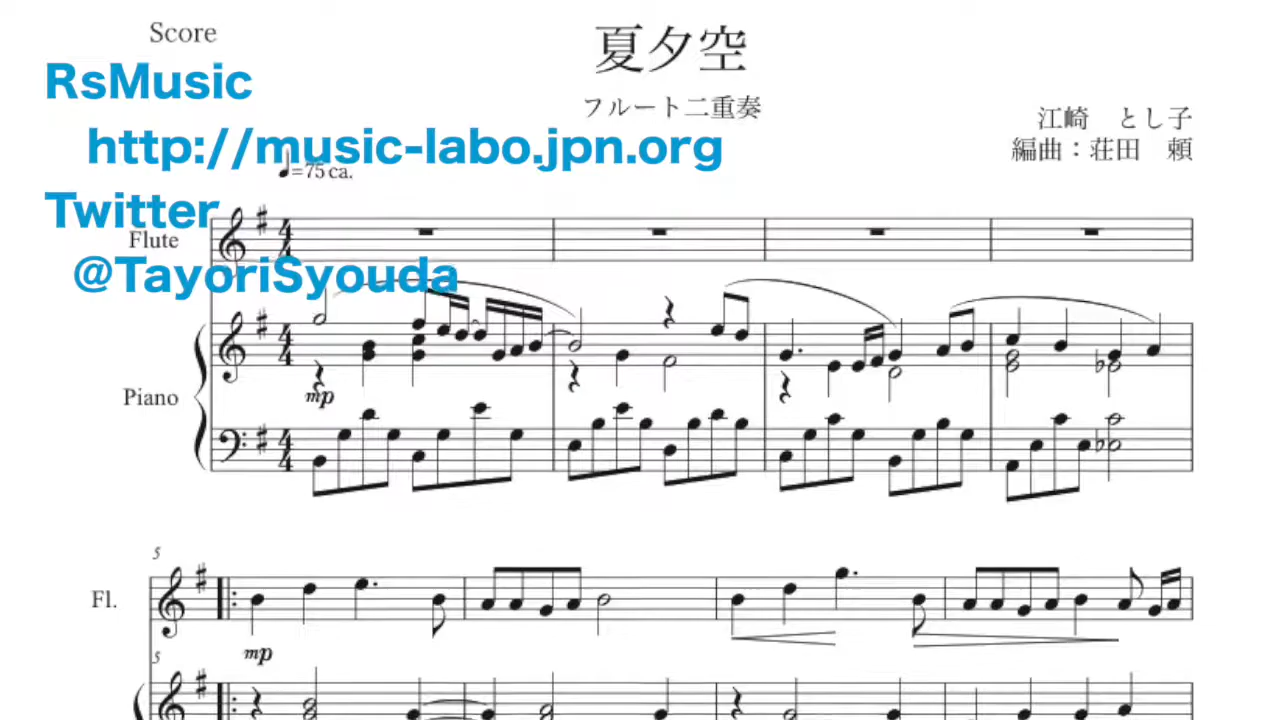 Score
夏夕空
RsMusic
フルート二重奏
江崎　とし子
http://music-labo.jpn.org
編曲：荘田　頼
♩=75 ca.
Twitter
Flute
@TayoriSyouda
mp
Piano
5
Fl.
mp
5